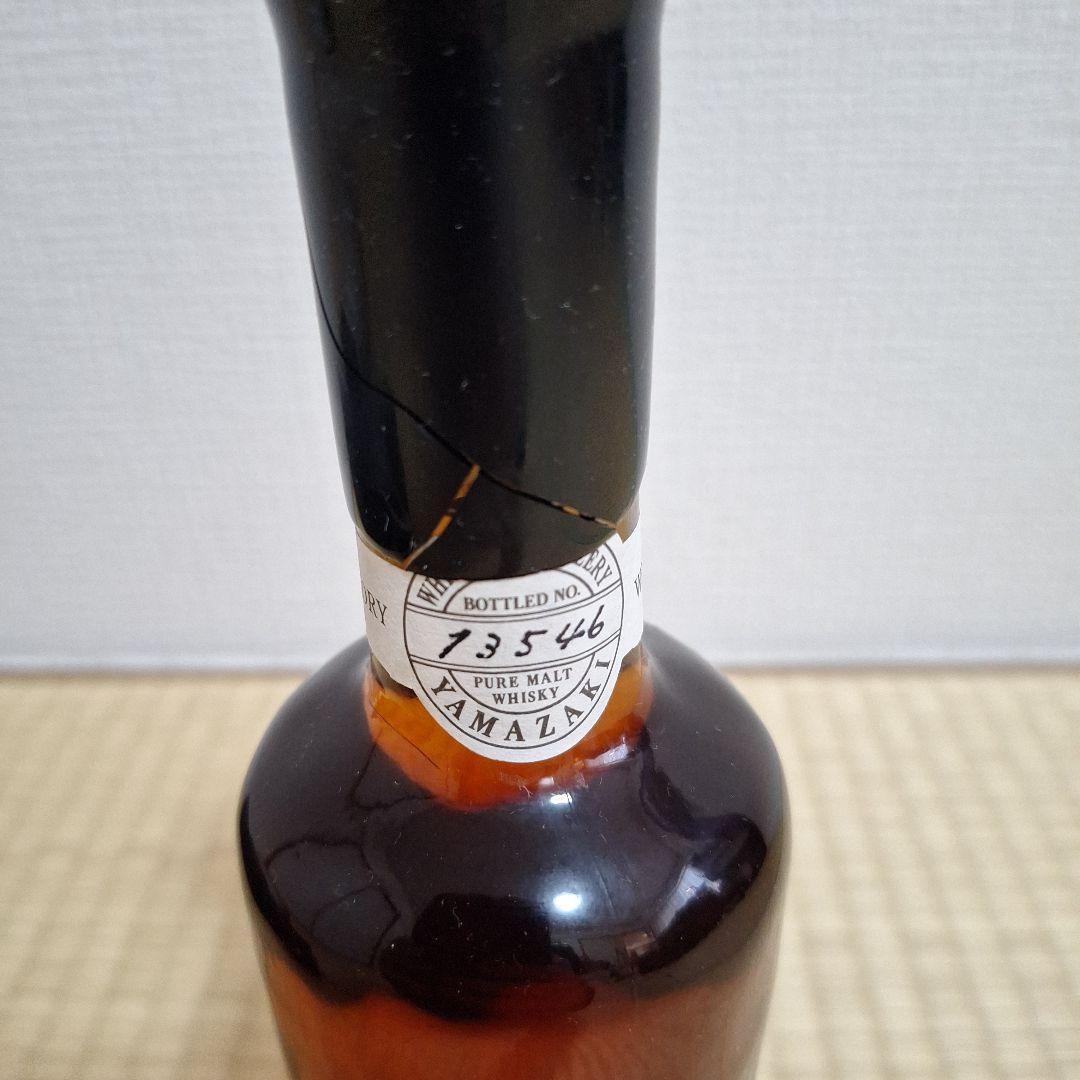 BOTTLED NO.
13546
PURE MALT
WHISKY
YAMAZAKI